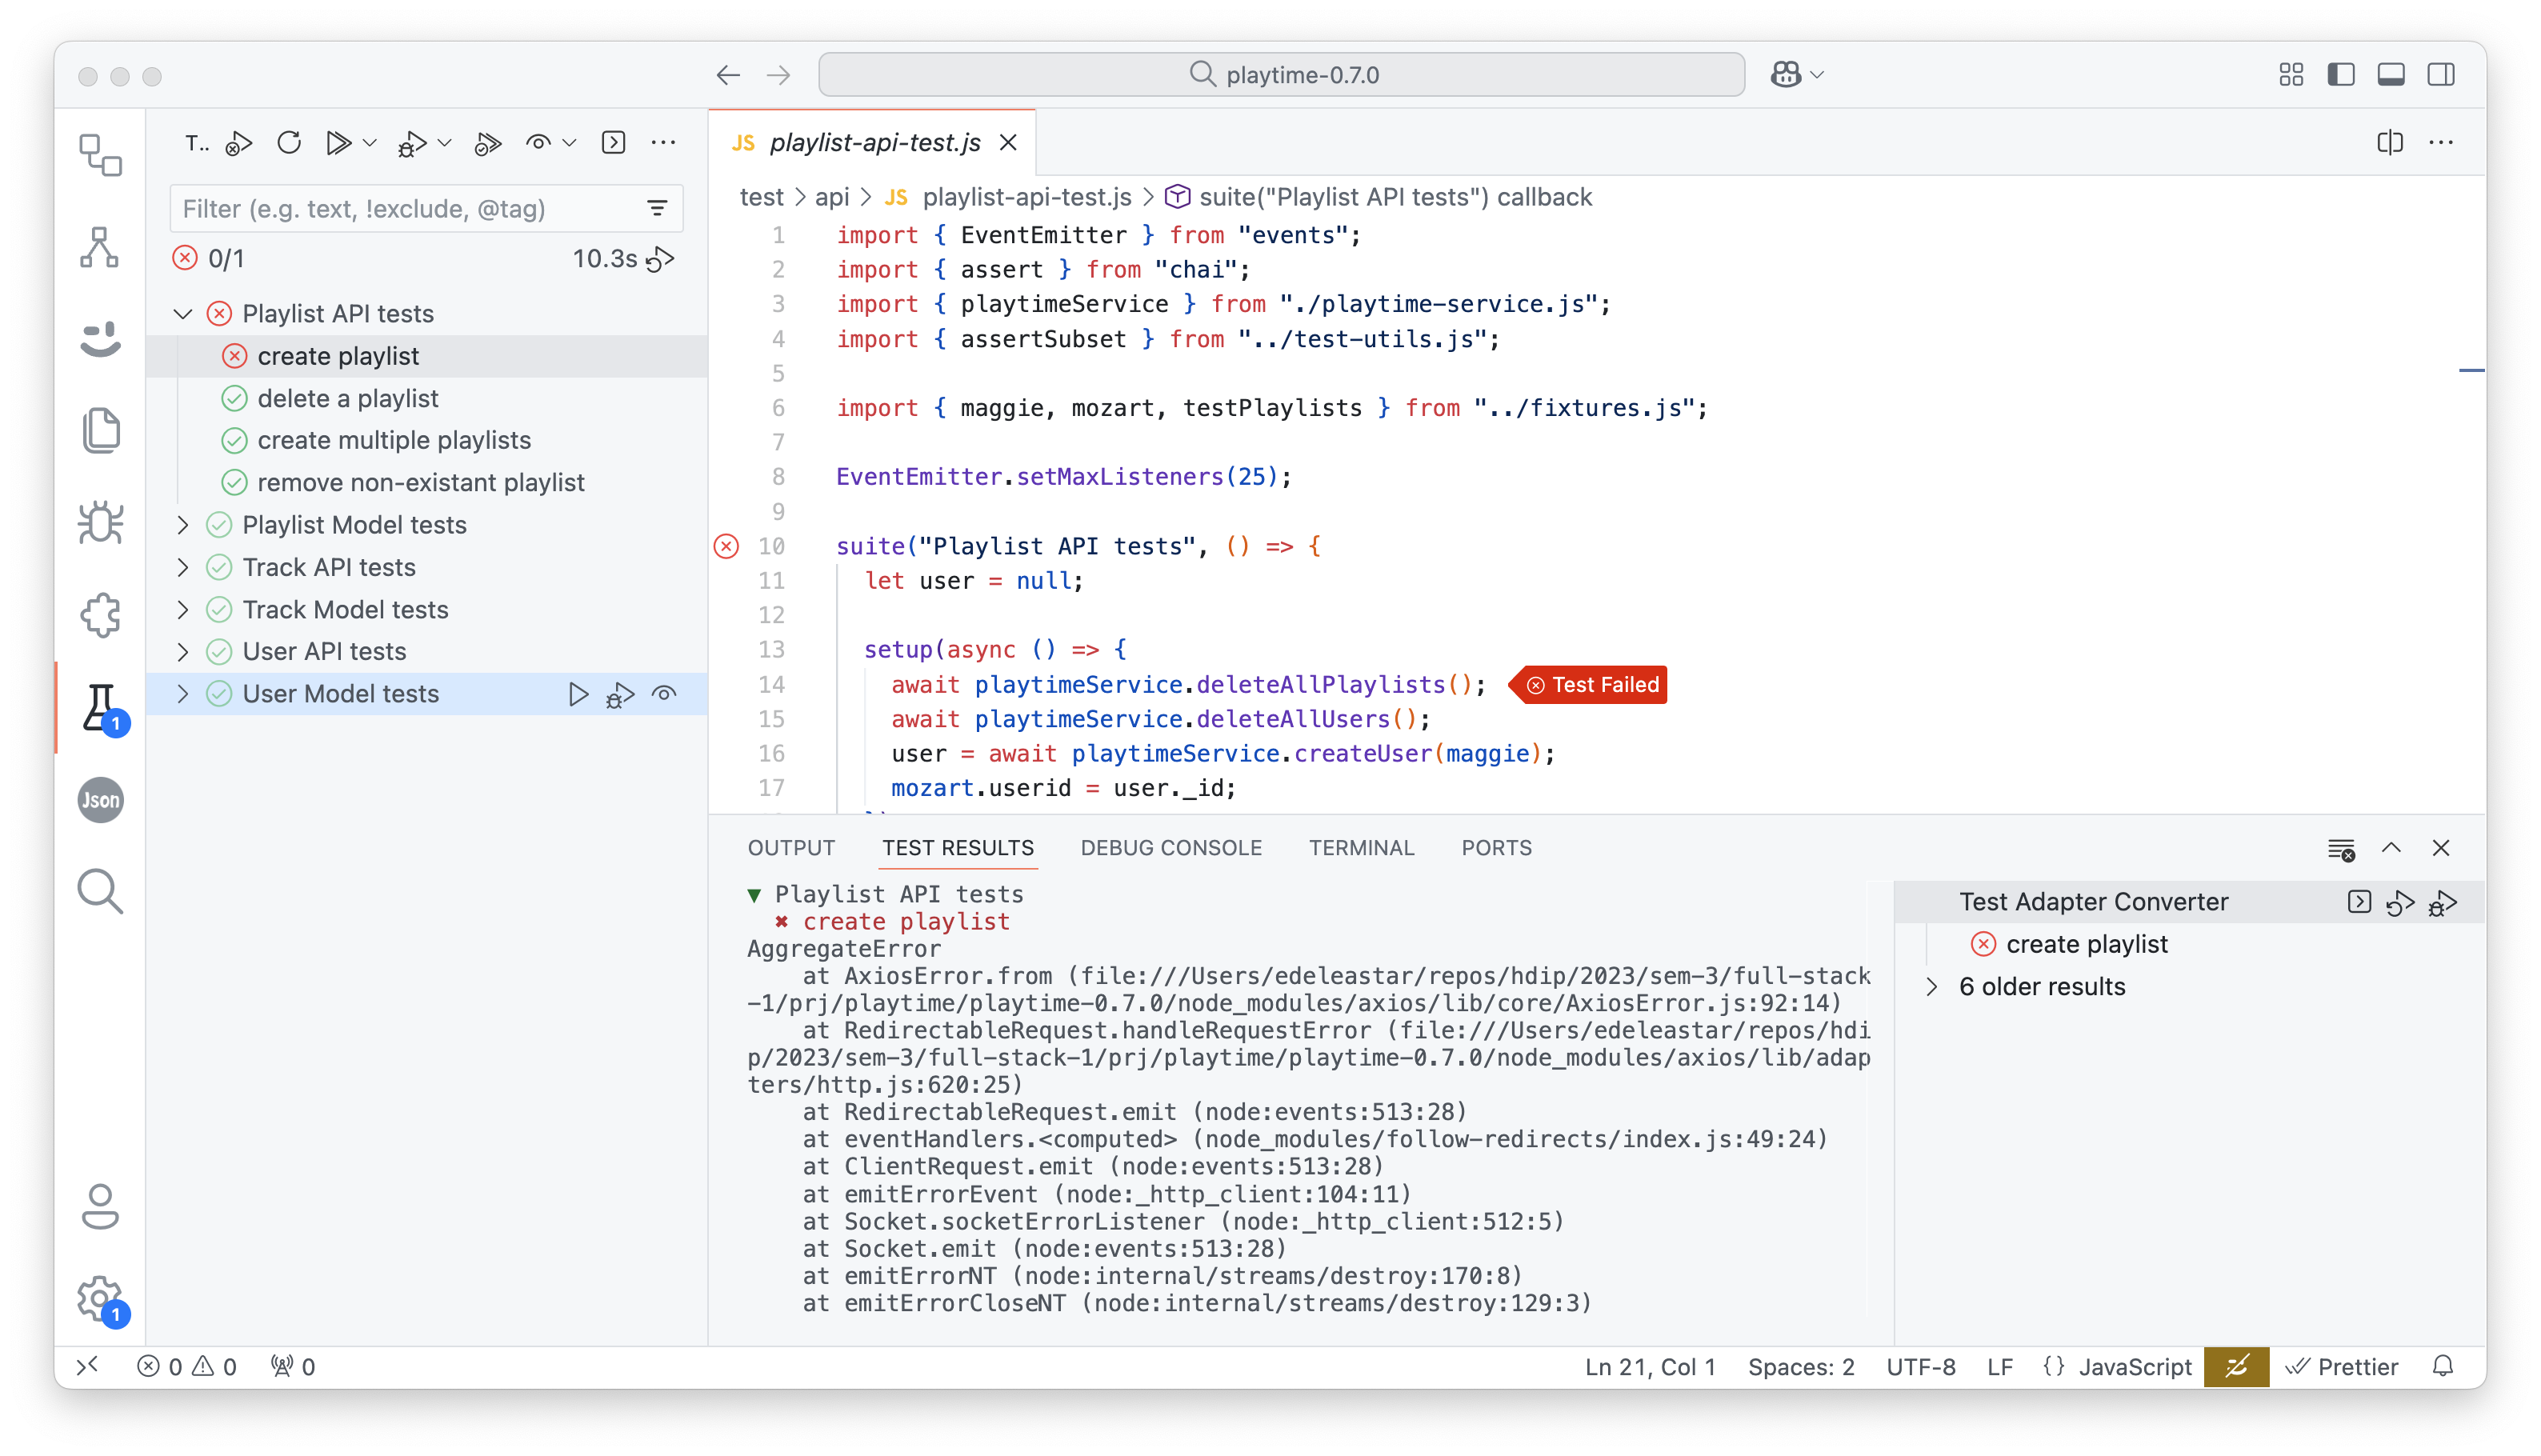 playtime-0.7.0
T..
Filter (e.g. text, !exclude, @tag)
0/1
10.3s
Playlist API tests
create playlist
delete a playlist
create multiple playlists
remove non-existant playlist
Playlist Model tests
Track API tests
Track Model tests
User API tests
User Model tests
1
Json
1
JS playlist-api-test.js
test > api > JS playlist-api-test.js > suite("Playlist API tests") callback
1 import { EventEmitter } from "events";
2 import { assert } from "chai";
3 import { playtimeService } from "./playtime-service.js";
4 import { assertSubset } from "../test-utils.js";
5
6 import { maggie, mozart, testPlaylists } from "../fixtures.js";
7
8 EventEmitter.setMaxListeners(25);
9
10 suite("Playlist API tests", () => {
11 let user = null;
12
13 setup(async () => {
14 await playtimeService.deleteAllPlaylists(); Test Failed
15 await playtimeService.deleteAllUsers();
16 user = await playtimeService.createUser(maggie);
17 mozart.userid = user._id;
OUTPUT TEST RESULTS DEBUG CONSOLE TERMINAL PORTS
▼ Playlist API tests
✖ create playlist
AggregateError
at AxiosError.from (file:///Users/edeleastar/repos/hdip/2023/sem-3/full-stack
-1/prj/playtime/playtime-0.7.0/node_modules/axios/lib/core/AxiosError.js:92:14)
at RedirectableRequest.handleRequestError (file:///Users/edeleastar/repos/hdi
p/2023/sem-3/full-stack-1/prj/playtime/playtime-0.7.0/node_modules/axios/lib/adap
ters/http.js:620:25)
at RedirectableRequest.emit (node:events:513:28)
at eventHandlers.<computed> (node_modules/follow-redirects/index.js:49:24)
at ClientRequest.emit (node:events:513:28)
at emitErrorEvent (node:_http_client:104:11)
at Socket.socketErrorListener (node:_http_client:512:5)
at Socket.emit (node:events:513:28)
at emitErrorNT (node:internal/streams/destroy:170:8)
at emitErrorCloseNT (node:internal/streams/destroy:129:3)
Test Adapter Converter
create playlist
6 older results
0 0 0
Ln 21, Col 1 Spaces: 2 UTF-8 LF {} JavaScript Prettier